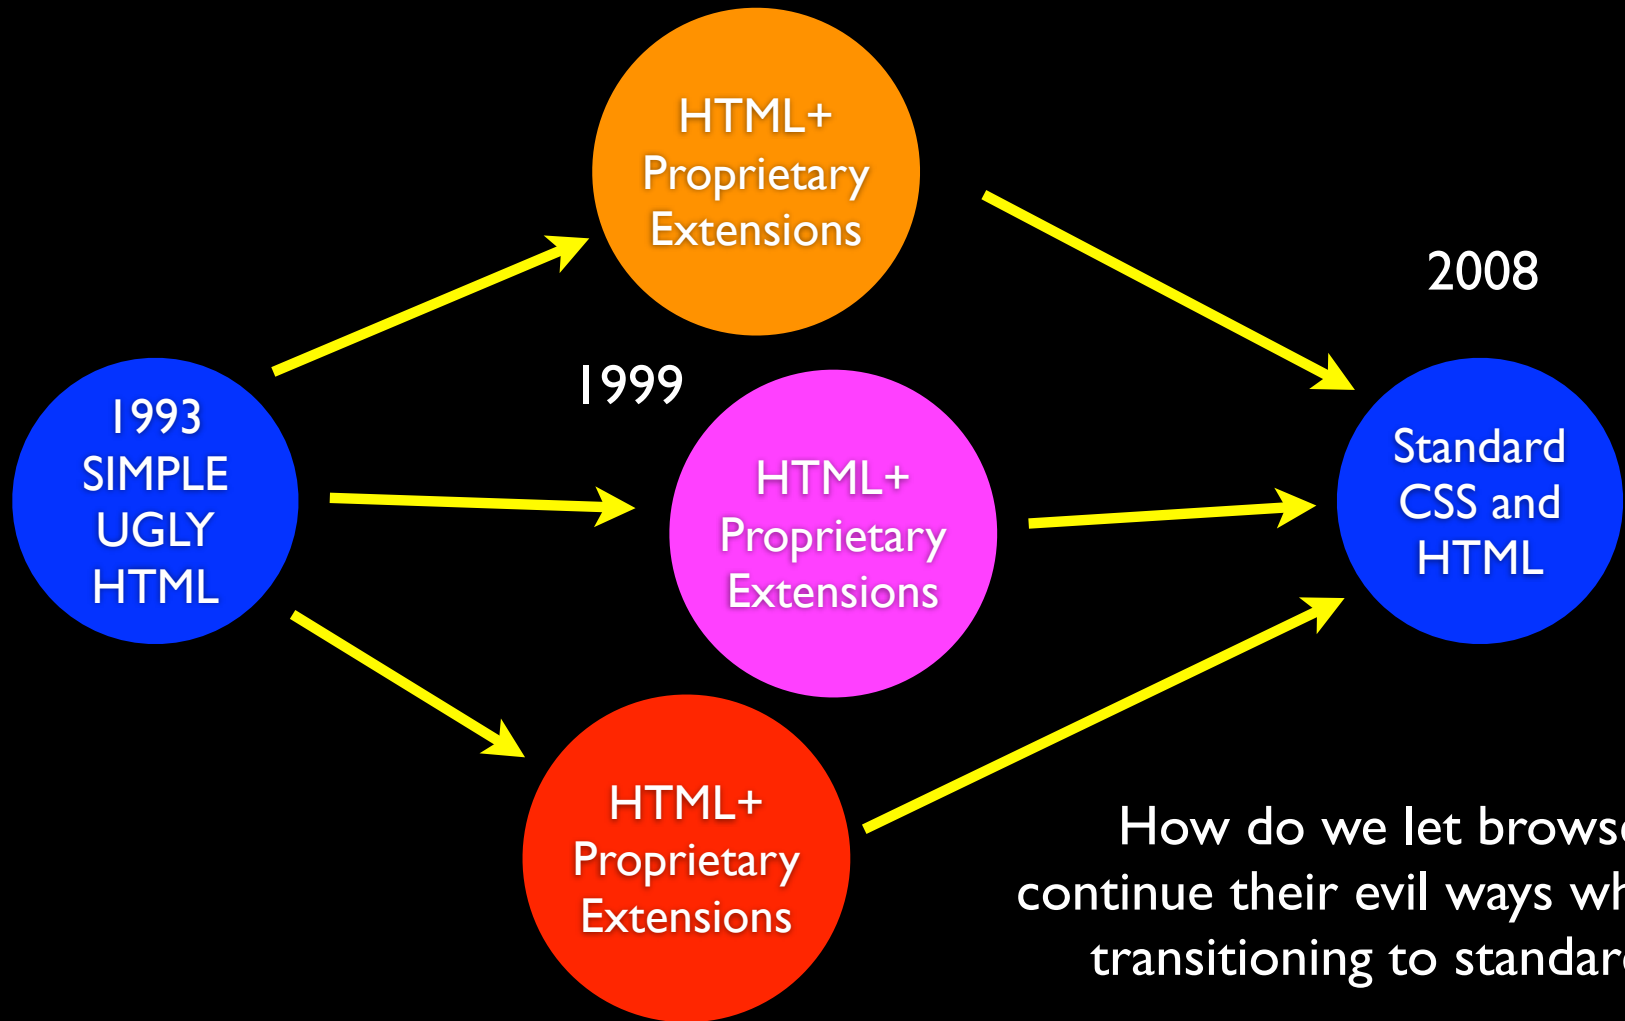 HTML+
Proprietary
Extensions
2008
1999
1993
SIMPLE
UGLY
HTML
HTML+
Proprietary
Extensions
Standard
CSS and
HTML
HTML+
Proprietary
Extensions
How do we let
continue their evil ways
transitioning to